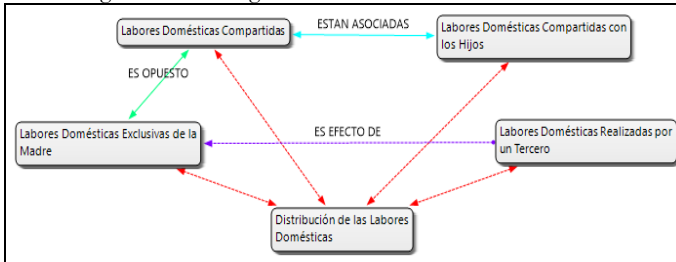 ESTAN ASOCIADAS
Labores Domésticas Compartidas
Labores Domésticas Compartidas con
los Hijos
ES OPUESTO
Labores Domésticas Exclusivas de la
Madre
ES EFECTO DE
Labores Domésticas Realizadas por
un Tercero
Distribución de las Labores
Domésticas